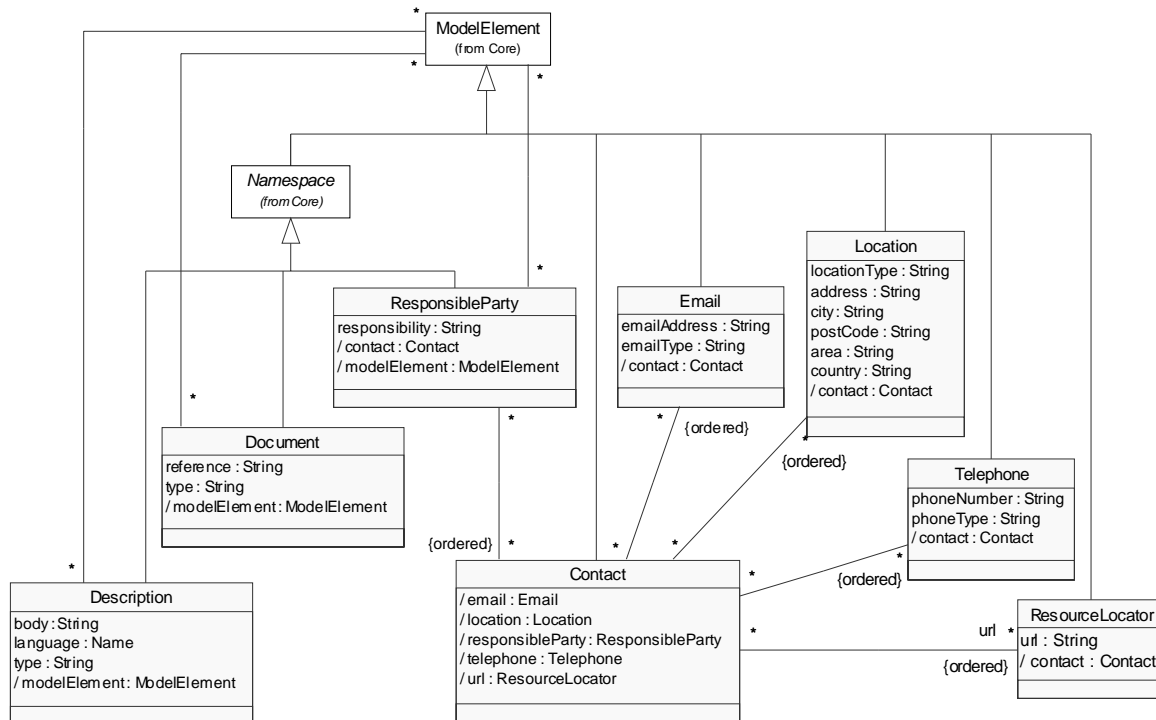 *
ModelElement
(from Core)
*
*
Namespace
(from Core)
Location
locationType : String
address : String
city : String
postCode : String
area : String
country : String
/ contact : Contact
*
ResponsibleParty
responsibility : String
/ contact : Contact
/ modelElement : ModelElement
Email
emailAddress : String
emailType : String
/ contact : Contact
*
*
*
{ordered}
*
{ordered}
Document
reference : String
type : String
/ modelElement : ModelElement
Telephone
phoneNumber : String
phoneType : String
/ contact : Contact
{ordered}
*
*
*
*
{ordered}
*
*
Description
body : String
language : Name
type : String
/ modelElement : ModelElement
Contact
/ email : Email
/ location : Location
/ responsibleParty : ResponsibleParty
/ telephone : Telephone
/ url : ResourceLocator
*
url
*
{ordered}
ResourceLocator
url : String
/ contact : Contact